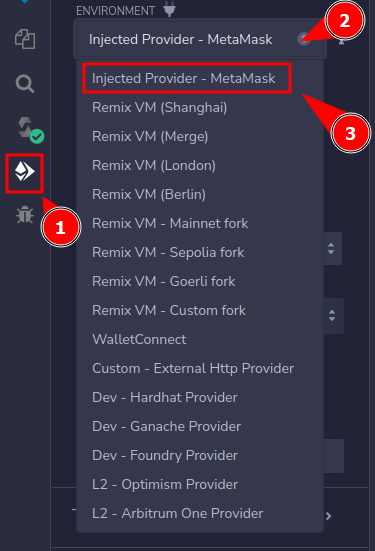 ENVIRONMENT
2
Injected Provider - MetaMask
Injected Provider - MetaMask
3
Remix VM (Shanghai)
Remix VM (Merge)
Remix VM (London)
Remix VM (Berlin)
1
Remix VM - Mainnet fork
Remix VM - Sepolia fork
Remix VM - Goerli fork
Remix VM - Custom fork
WalletConnect
Custom - External Http Provider
Dev - Hardhat Provider
Dev - Ganache Provider
Dev - Foundry Provider
L2 - Optimism Provider
L2 - Arbitrum One Provider